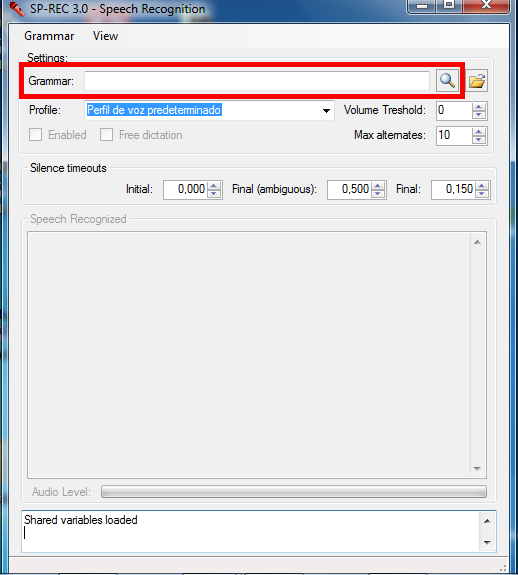 SP-REC 3.0 - Speech Recognition
Grammar View
Settings:
Grammar:
Profile: Perfil de voz predeterminado Volume Treshold: 0
Enabled Free dictation Max alternates: 10
Silence timeouts
Initial: 0,000 Final (ambiguous): 0,500 Final: 0,150
Speech Recognized
Audio Level:
Shared variables loaded